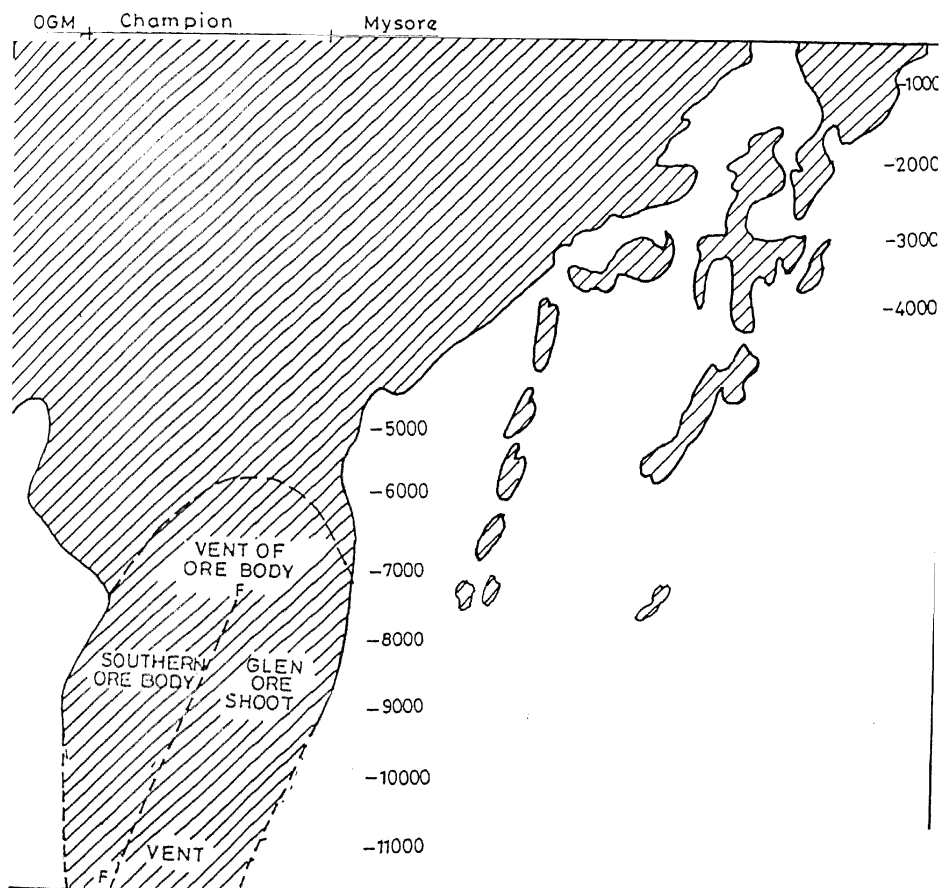 OGM Champion Mysore
-1000
-2000
-3000
-4000
-5000
-6000
VENT OF
ORE BODY
-7000
F
-8000
SOUTHERN
ORE BODY
GLEN
ORE
SHOOT
-9000
-10000
VENT
-11000
F